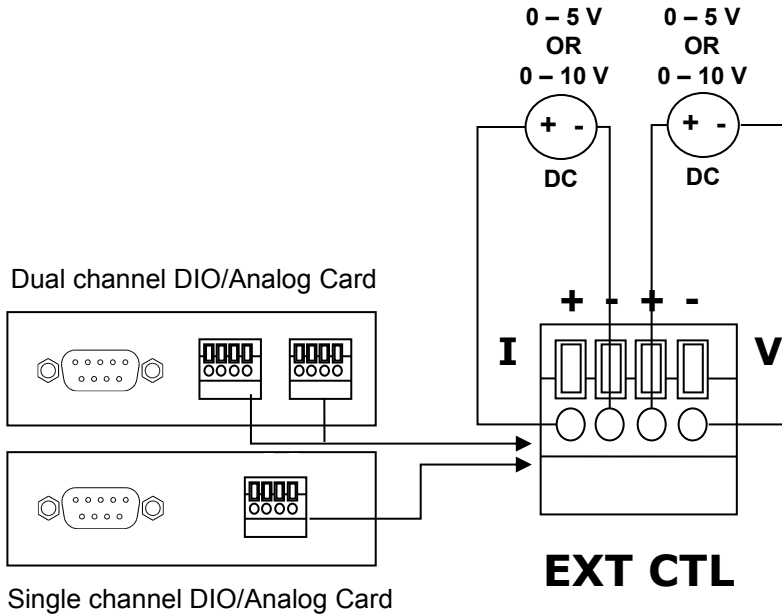 0 – 5 V
OR
0 – 10 V
+ -
DC
0 – 5 V
OR
0 – 10 V
+ -
DC
Dual channel DIO/Analog Card
+ - + -
I
V
EXT CTL
Single channel DIO/Analog Card